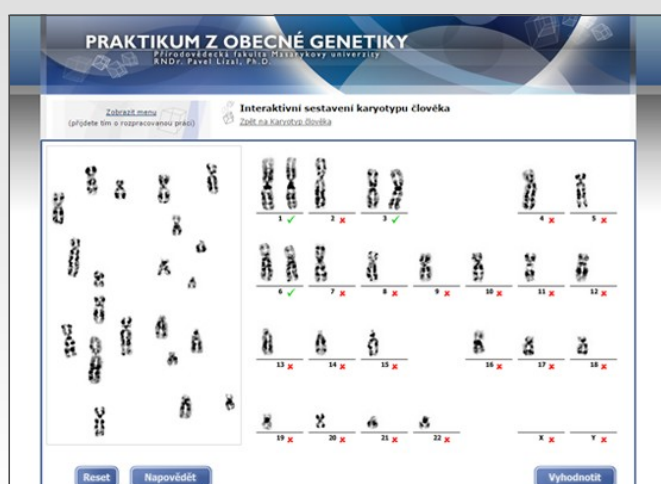 PRAKTIKUM Z OBECNÉ GENETIKY
Přírodovědecká fakulta Masarykovy univerzity
RNDr. Pavel Lízal, Ph.D.
Zobrazit menu
(přijdete tím o rozpracovanou práci)
Interaktivní sestavení karyotypu člověka
Zpět na Karyotyp člověka
1 ✓ 2 ✗ 3 ✓ 4 ✗ 5 ✗
6 ✓ 7 ✗ 8 ✗ 9 ✗ 10 ✗ 11 ✗ 12 ✗
13 ✗ 14 ✗ 15 ✗ 16 ✗ 17 ✗ 18 ✗
19 ✗ 20 ✗ 21 ✗ 22 ✗ X ✗ Y ✗
Reset Napovědět Vyhodnotit